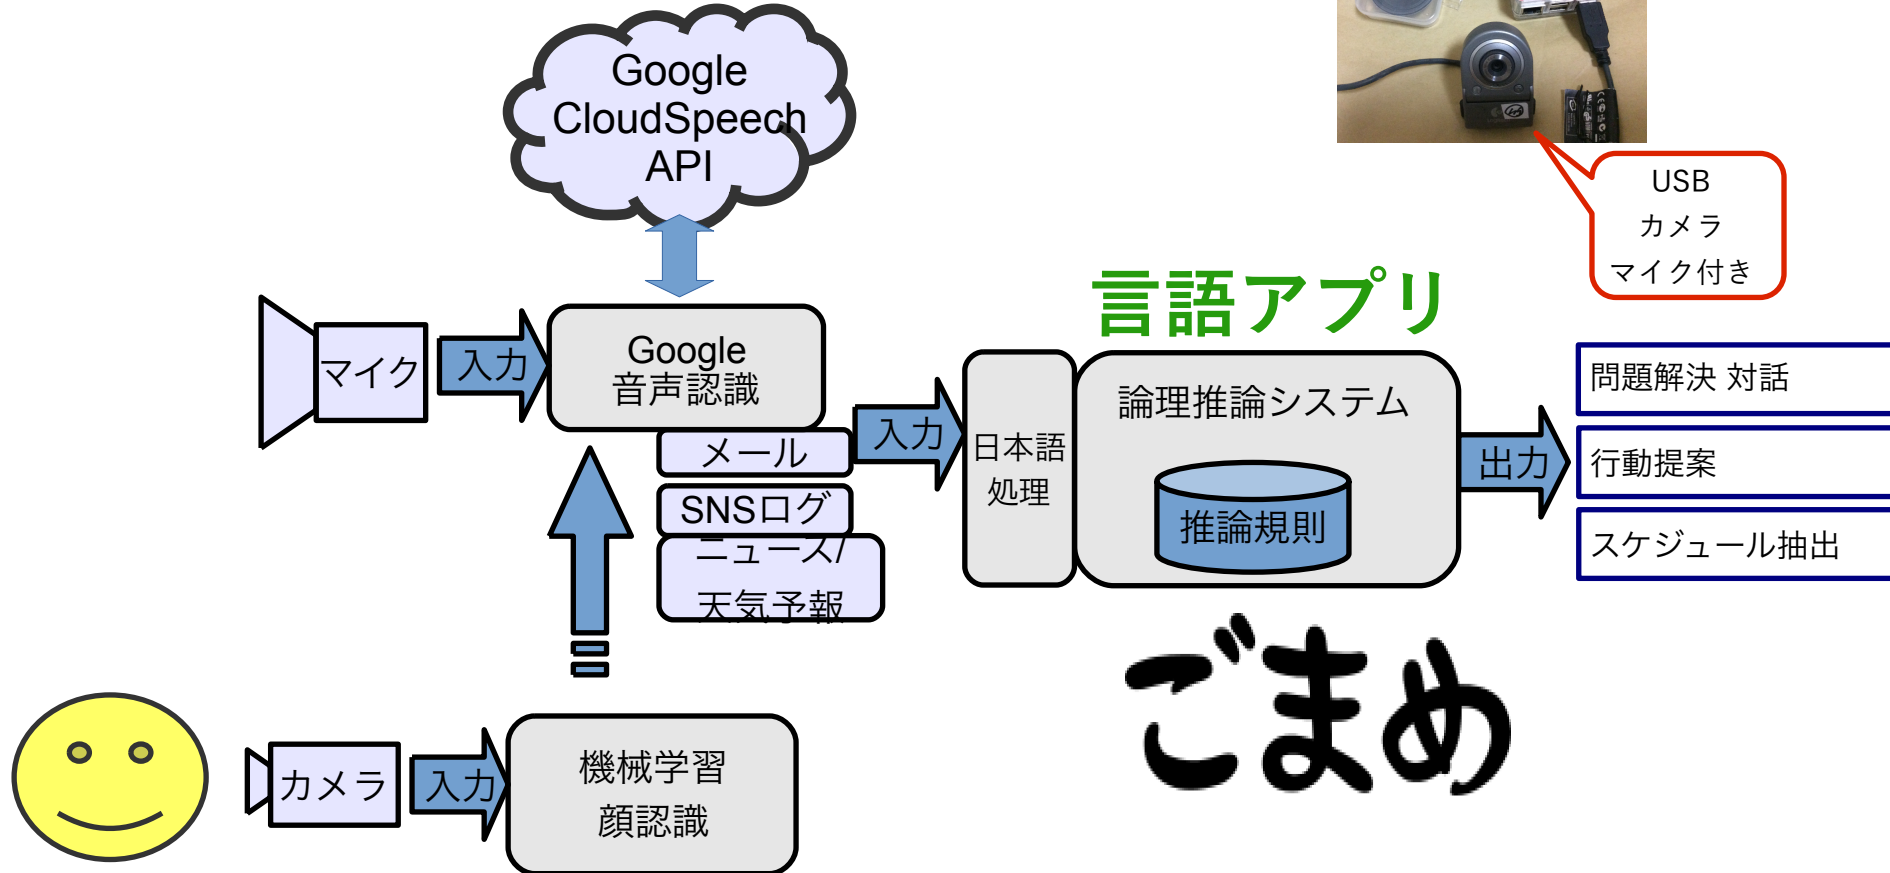 Google
CloudSpeech
API
USB
カメラ
マイク付き
言語アプリ
マイク
入力
Google
音声認識
メール
SNSログ
ニュース/
天気予報
入力
日本語
処理
論理推論システム
推論規則
出力
問題解決 対話
行動提案
スケジュール抽出
ごまめ
カメラ
入力
機械学習
顔認識